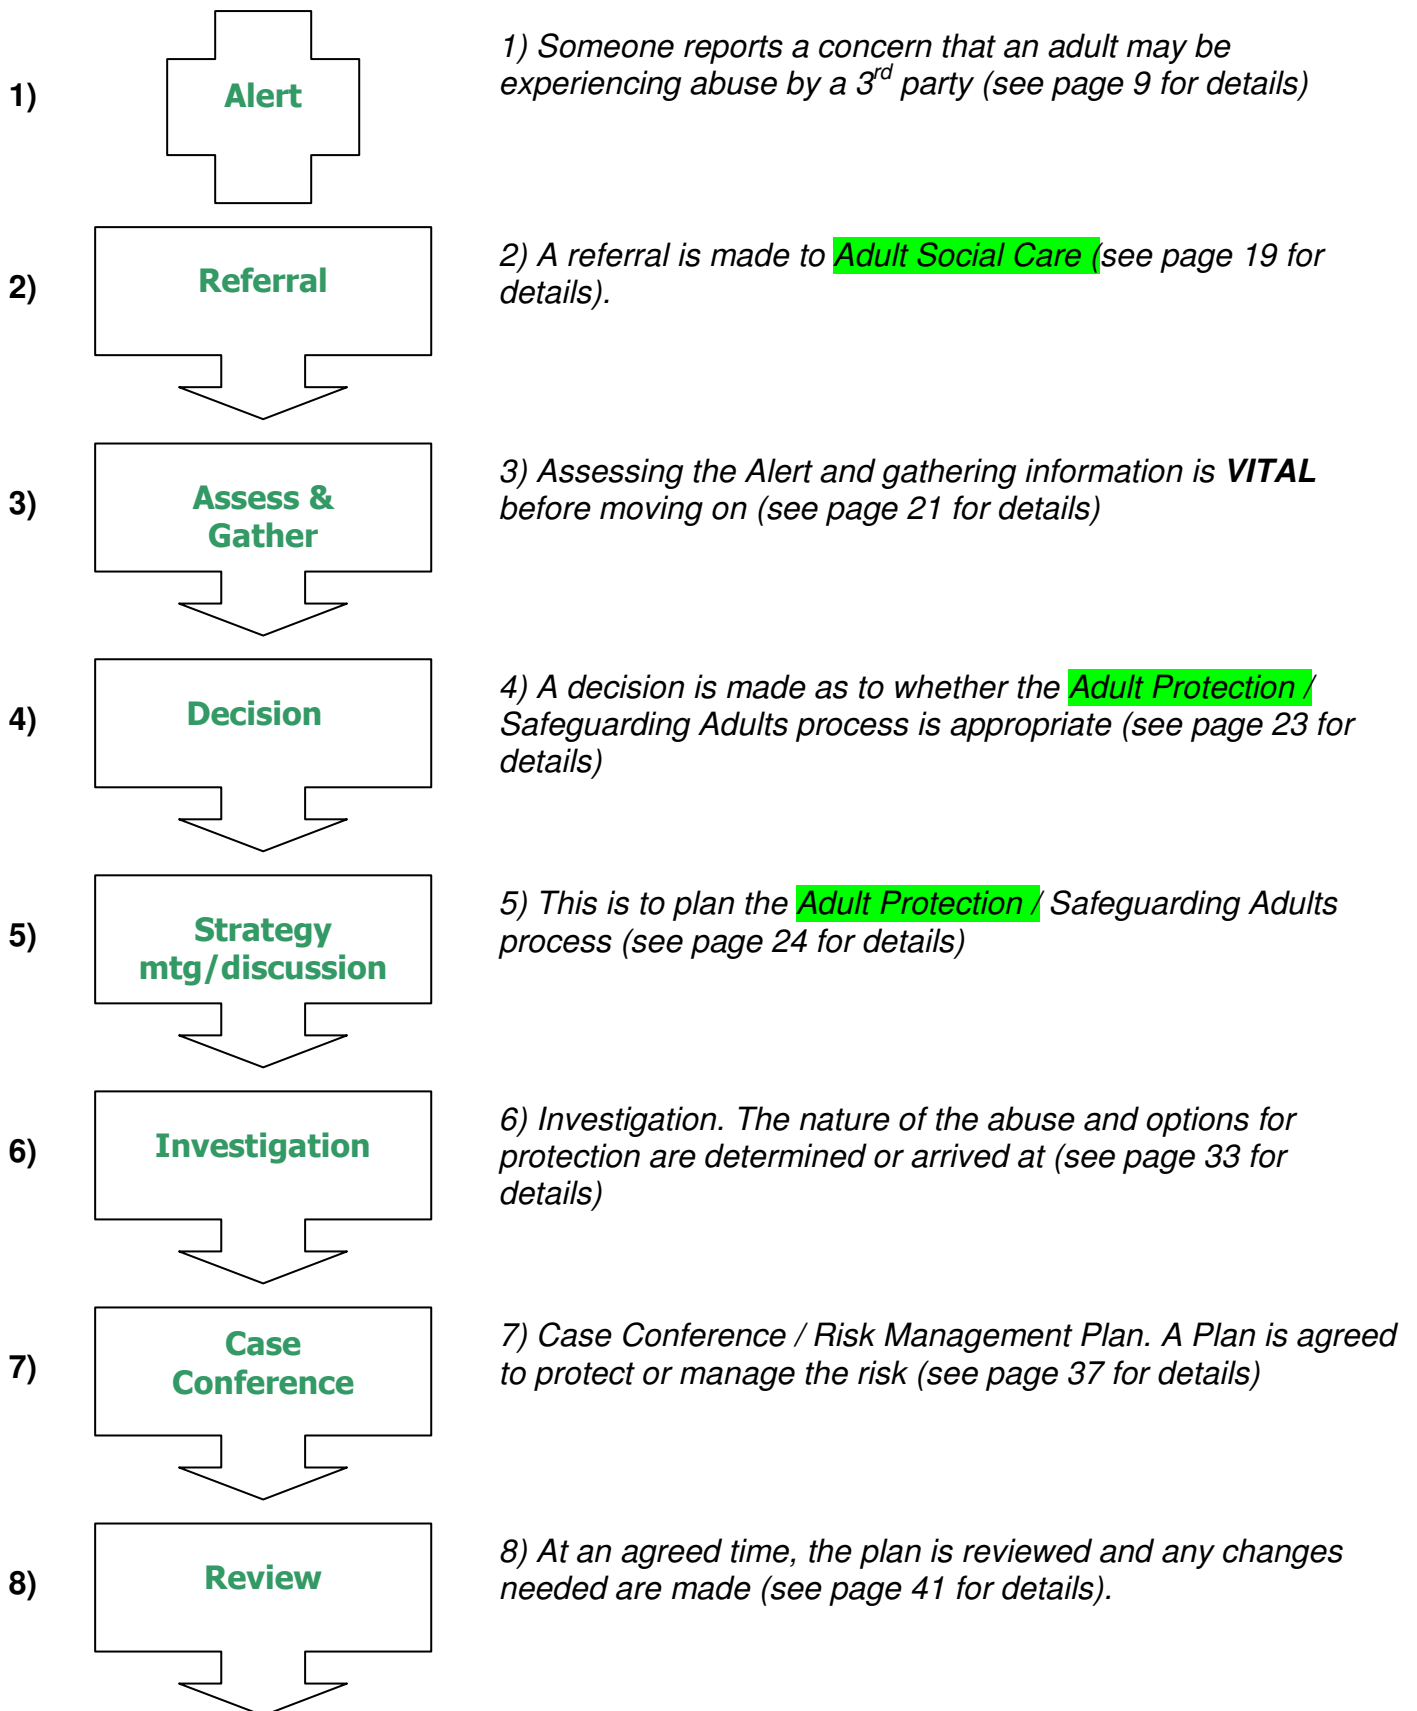 1)
Alert
1) Someone reports a concern that an adult may be
experiencing abuse by a 3rd party (see page 9 for details)
2)
Referral
2) A referral is made to Adult Social Care (see page 19 for
details).
3)
Assess &
Gather
3) Assessing the Alert and gathering information is VITAL
before moving on (see page 21 for details)
4)
Decision
4) A decision is made as to whether the Adult Protection /
Safeguarding Adults process is appropriate (see page 23 for
details)
5)
Strategy
mtg/discussion
5) This is to plan the Adult Protection / Safeguarding Adults
process (see page 24 for details)
6)
Investigation
6) Investigation. The nature of the abuse and options for
protection are determined or arrived at (see page 33 for
details)
7)
Case
Conference
7) Case Conference / Risk Management Plan. A Plan is agreed
to protect or manage the risk (see page 37 for details)
8)
Review
8) At an agreed time, the plan is reviewed and any changes
needed are made (see page 41 for details).